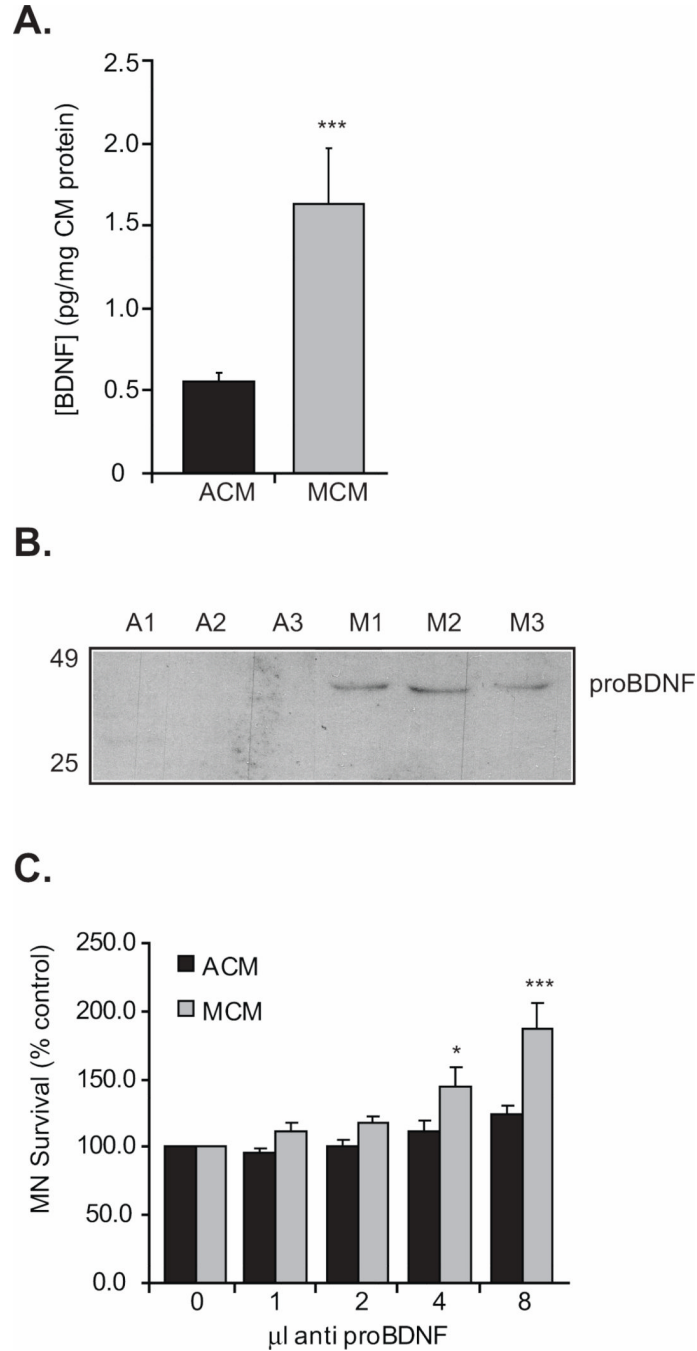 A.
2.5
2.0
1.5
1.0
0.5
0
[BDNF] (pg/mg CM protein)
***
ACM MCM
B.
A1 A2 A3 M1 M2 M3
49
25
proBDNF
C.
250.0
200.0
150.0
100.0
50.0
0.0
MN Survival (% control)
ACM
MCM
*
***
0 1 2 4 8
µl anti proBDNF